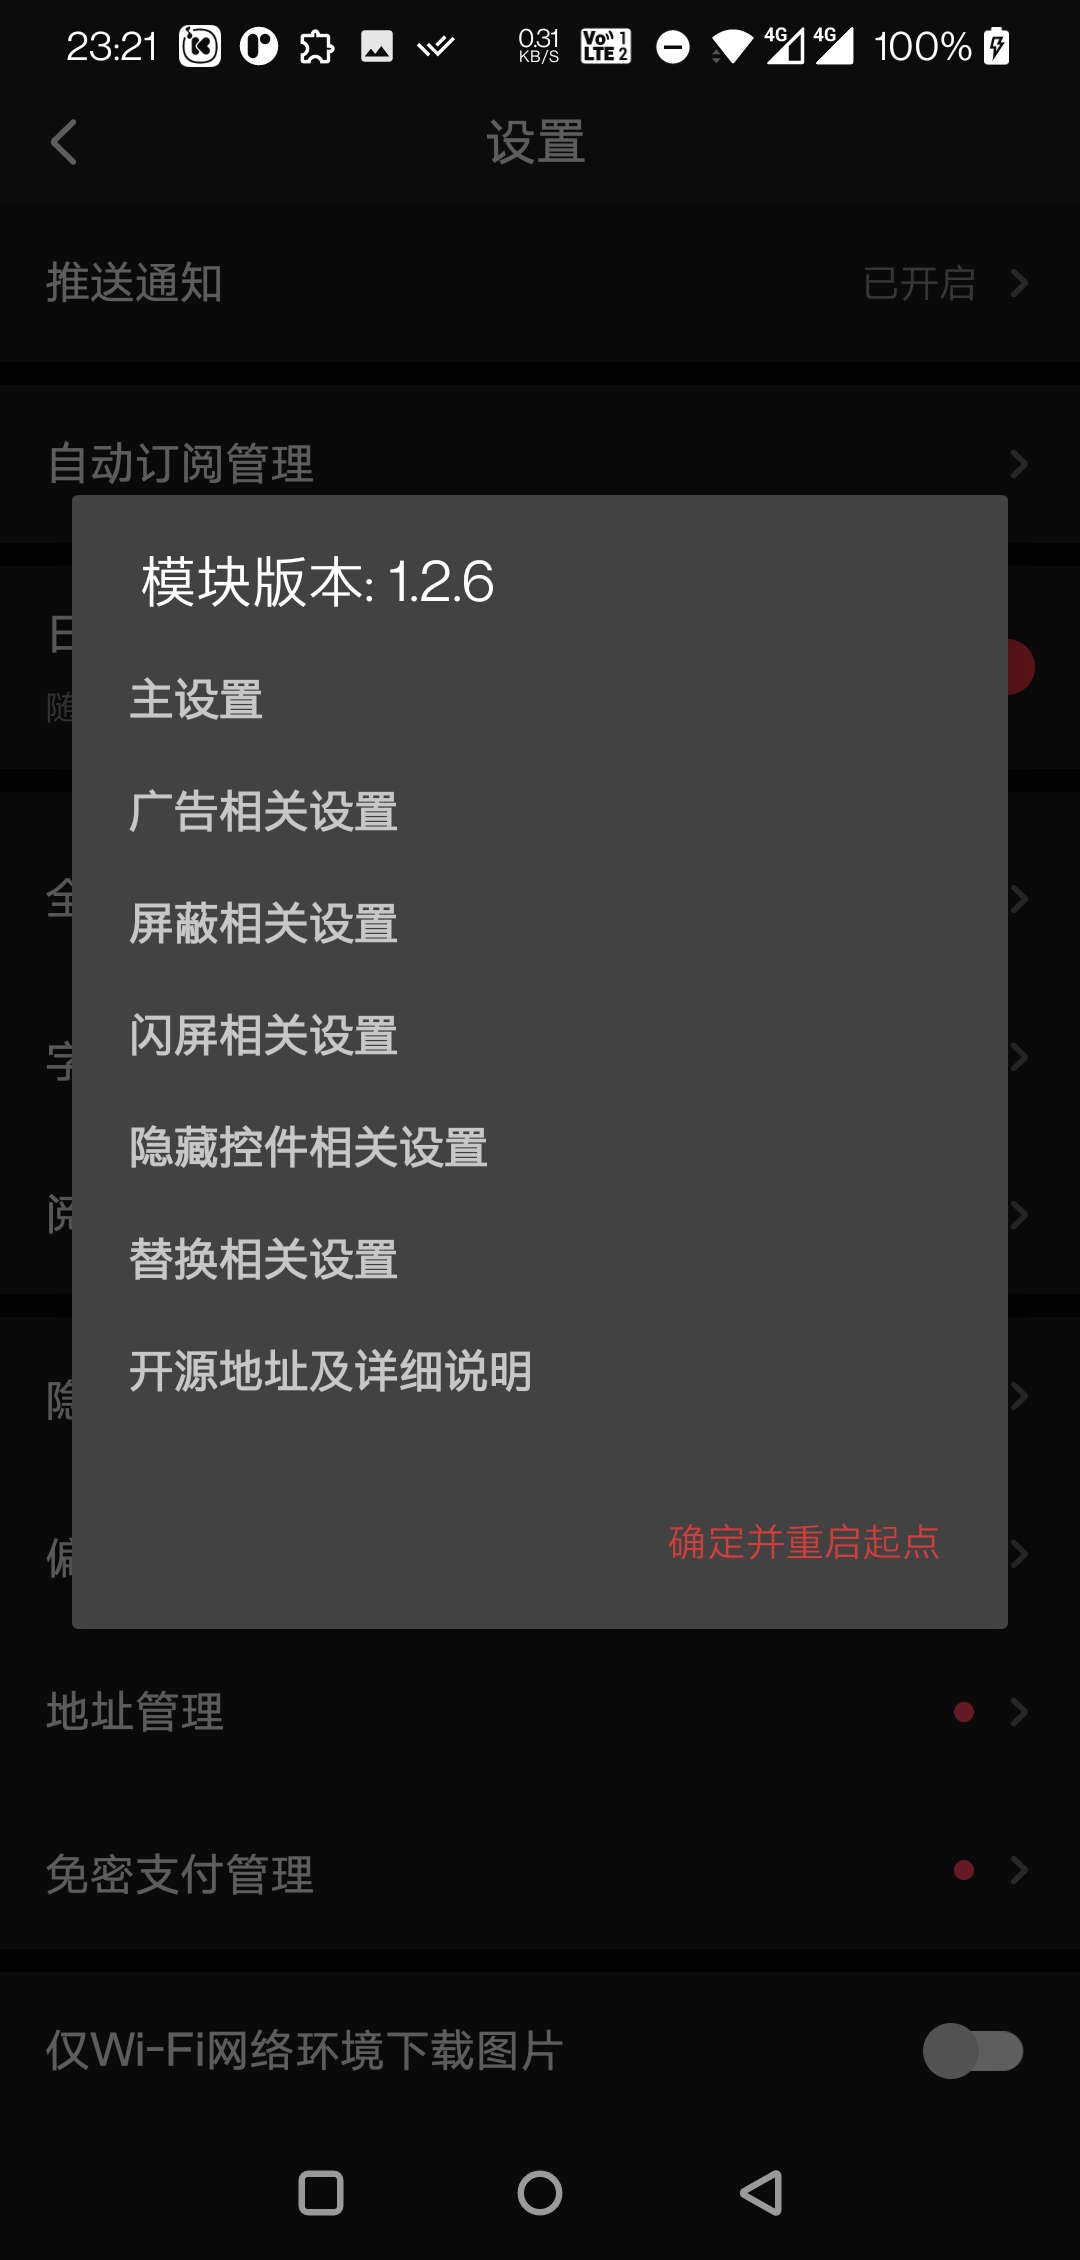 23:21
0.31
KB/S
Vo 1
LTE 2
4G
4G
100%
设置
推送通知
已开启
自动订阅管理
模块版本: 1.2.6
主设置
广告相关设置
屏蔽相关设置
闪屏相关设置
隐藏控件相关设置
替换相关设置
开源地址及详细说明
确定并重启起点
随
全
字
阅
隐
偏
地址管理
免密支付管理
仅Wi-Fi网络环境下载图片